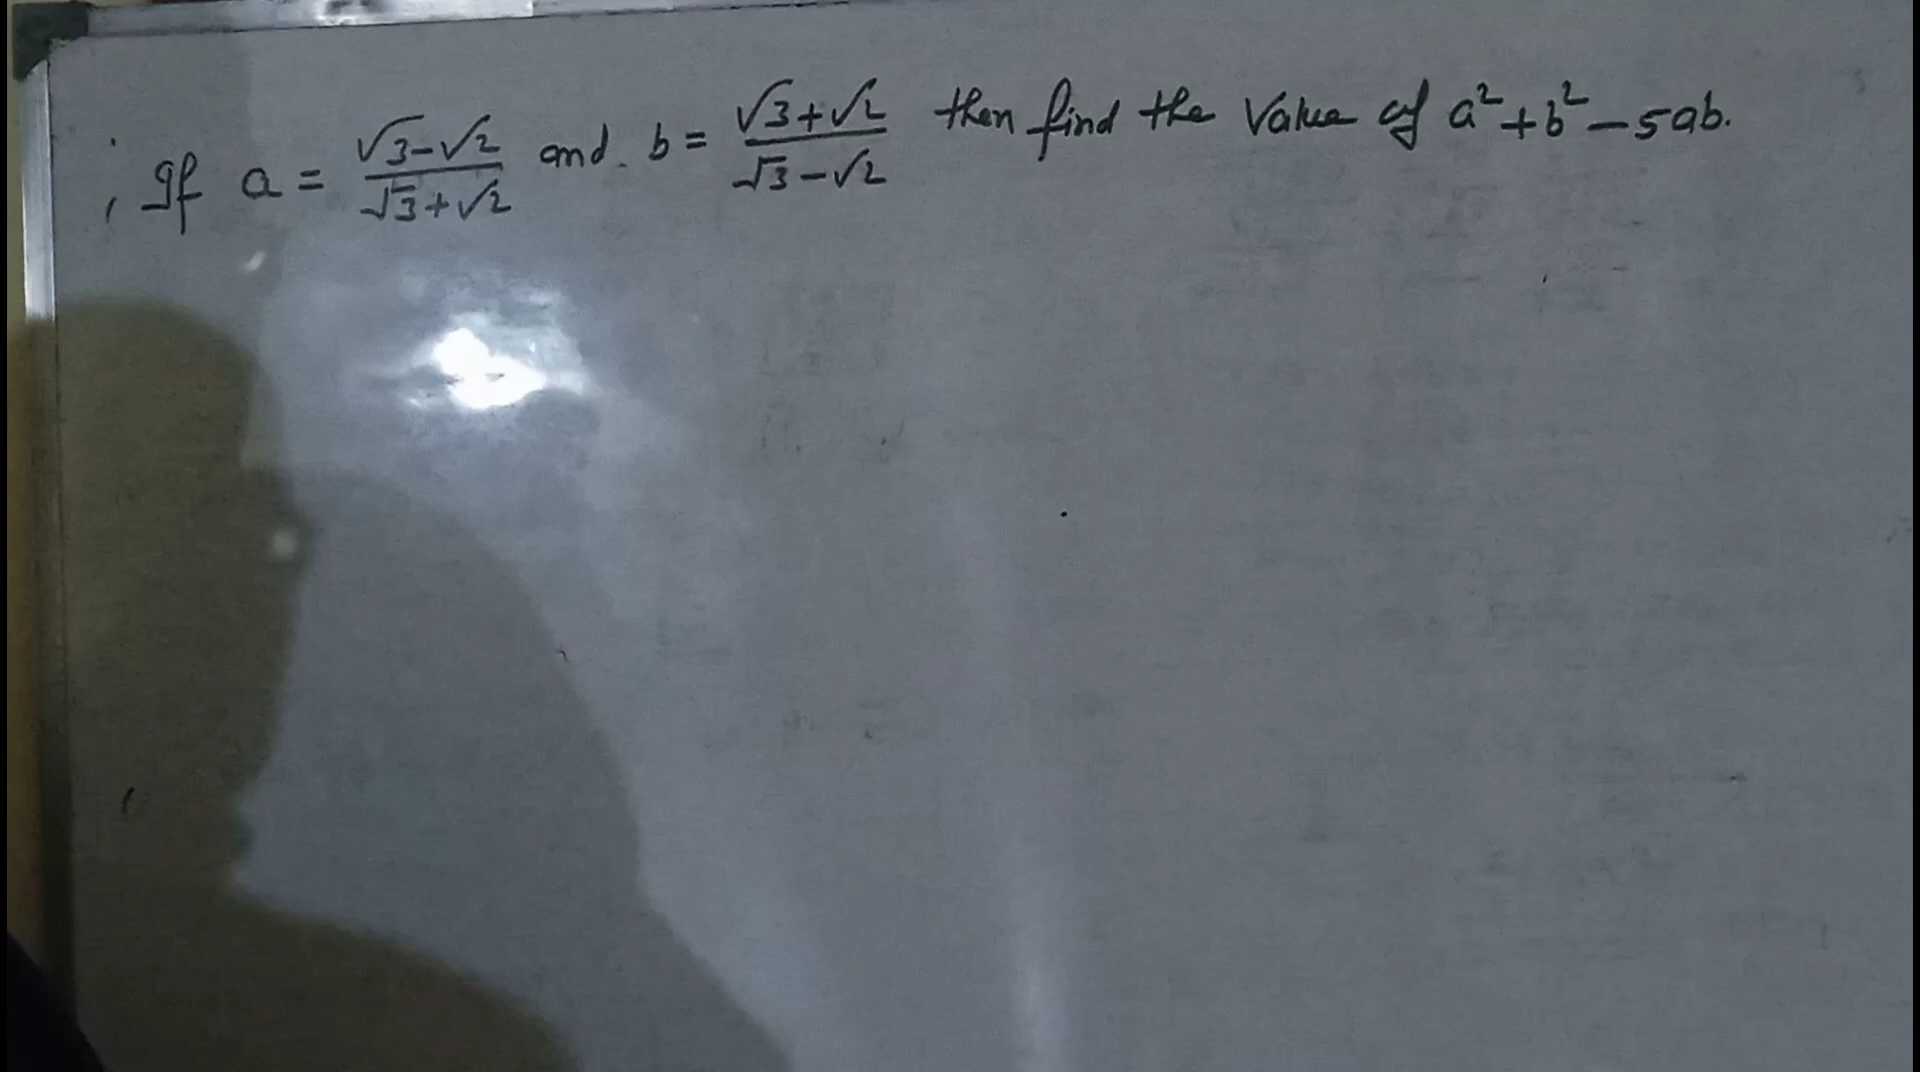 If a = (√3-√2)/(√3+√2) and. b = (√3+√2)/(√3-√2) then find the value of a²+b²-5ab.